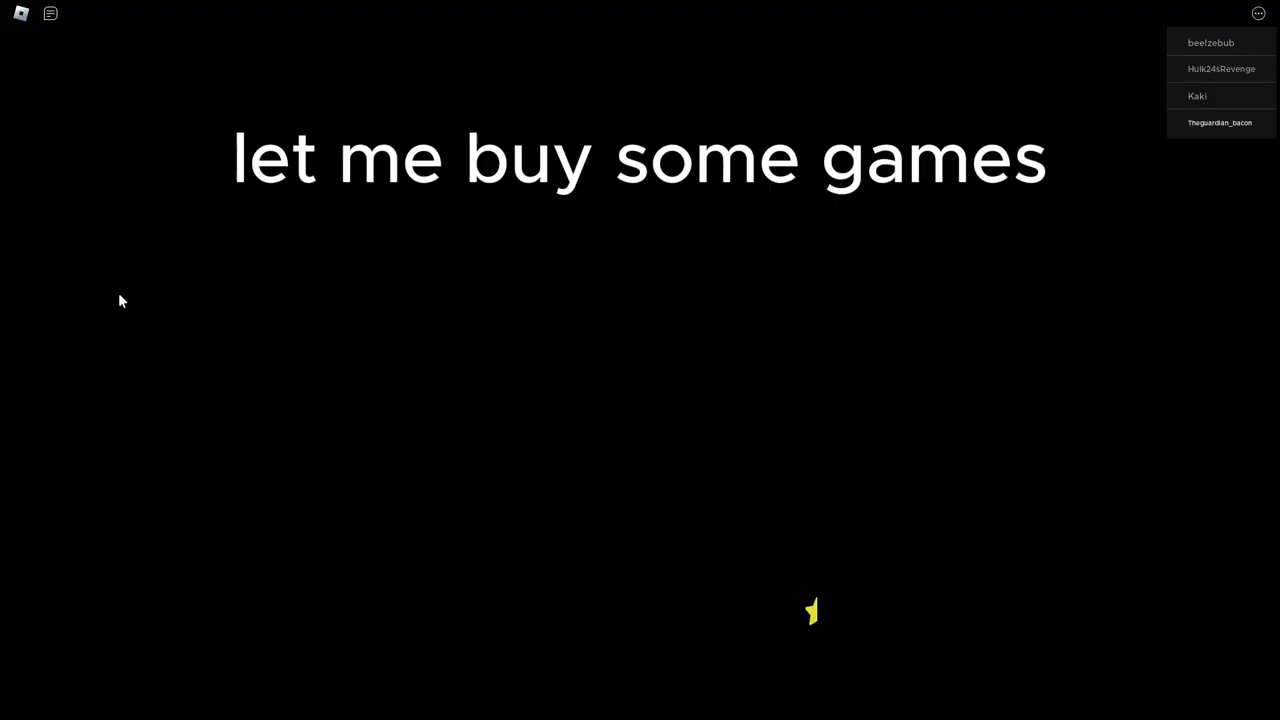 beelzebub
Hulk24sRevenge
Kaki
Theguardian_bacon
let me buy some games